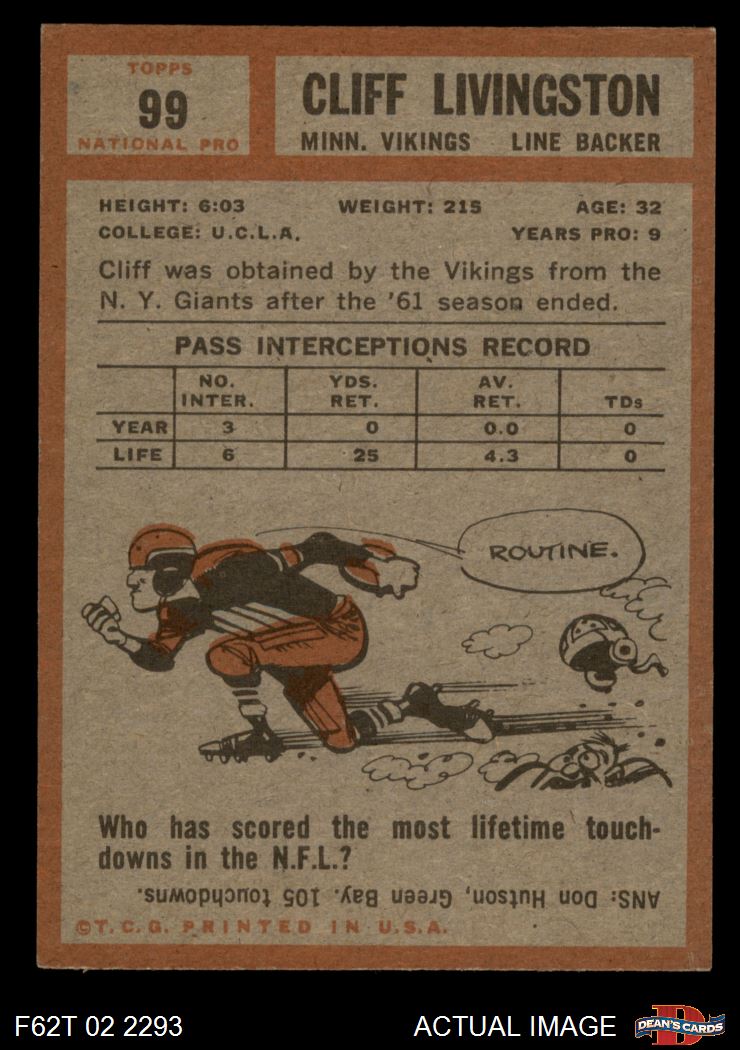 TOPPS
99
NATIONAL PRO
CLIFF LIVINGSTON
MINN. VIKINGS LINE BACKER
HEIGHT: 6:03 WEIGHT: 215 AGE: 32
COLLEGE: U.C.L.A. YEARS PRO: 9
Cliff was obtained by the Vikings from the
N. Y. Giants after the '61 season ended.
PASS INTERCEPTIONS RECORD
NO. INTER. YDS. RET. AV. RET. TDs
YEAR 3 0 0.0 0
LIFE 6 25 4.3 0
ROUTINE.
Who has scored the most lifetime touch-
downs in the N.F.L.?
ANS: Don Hutson, Green Bay. 105 touchdowns.
©T.C.G. PRINTED IN U.S.A.
F62T 02 2293 ACTUAL IMAGE
D
DEAN'S CARDS